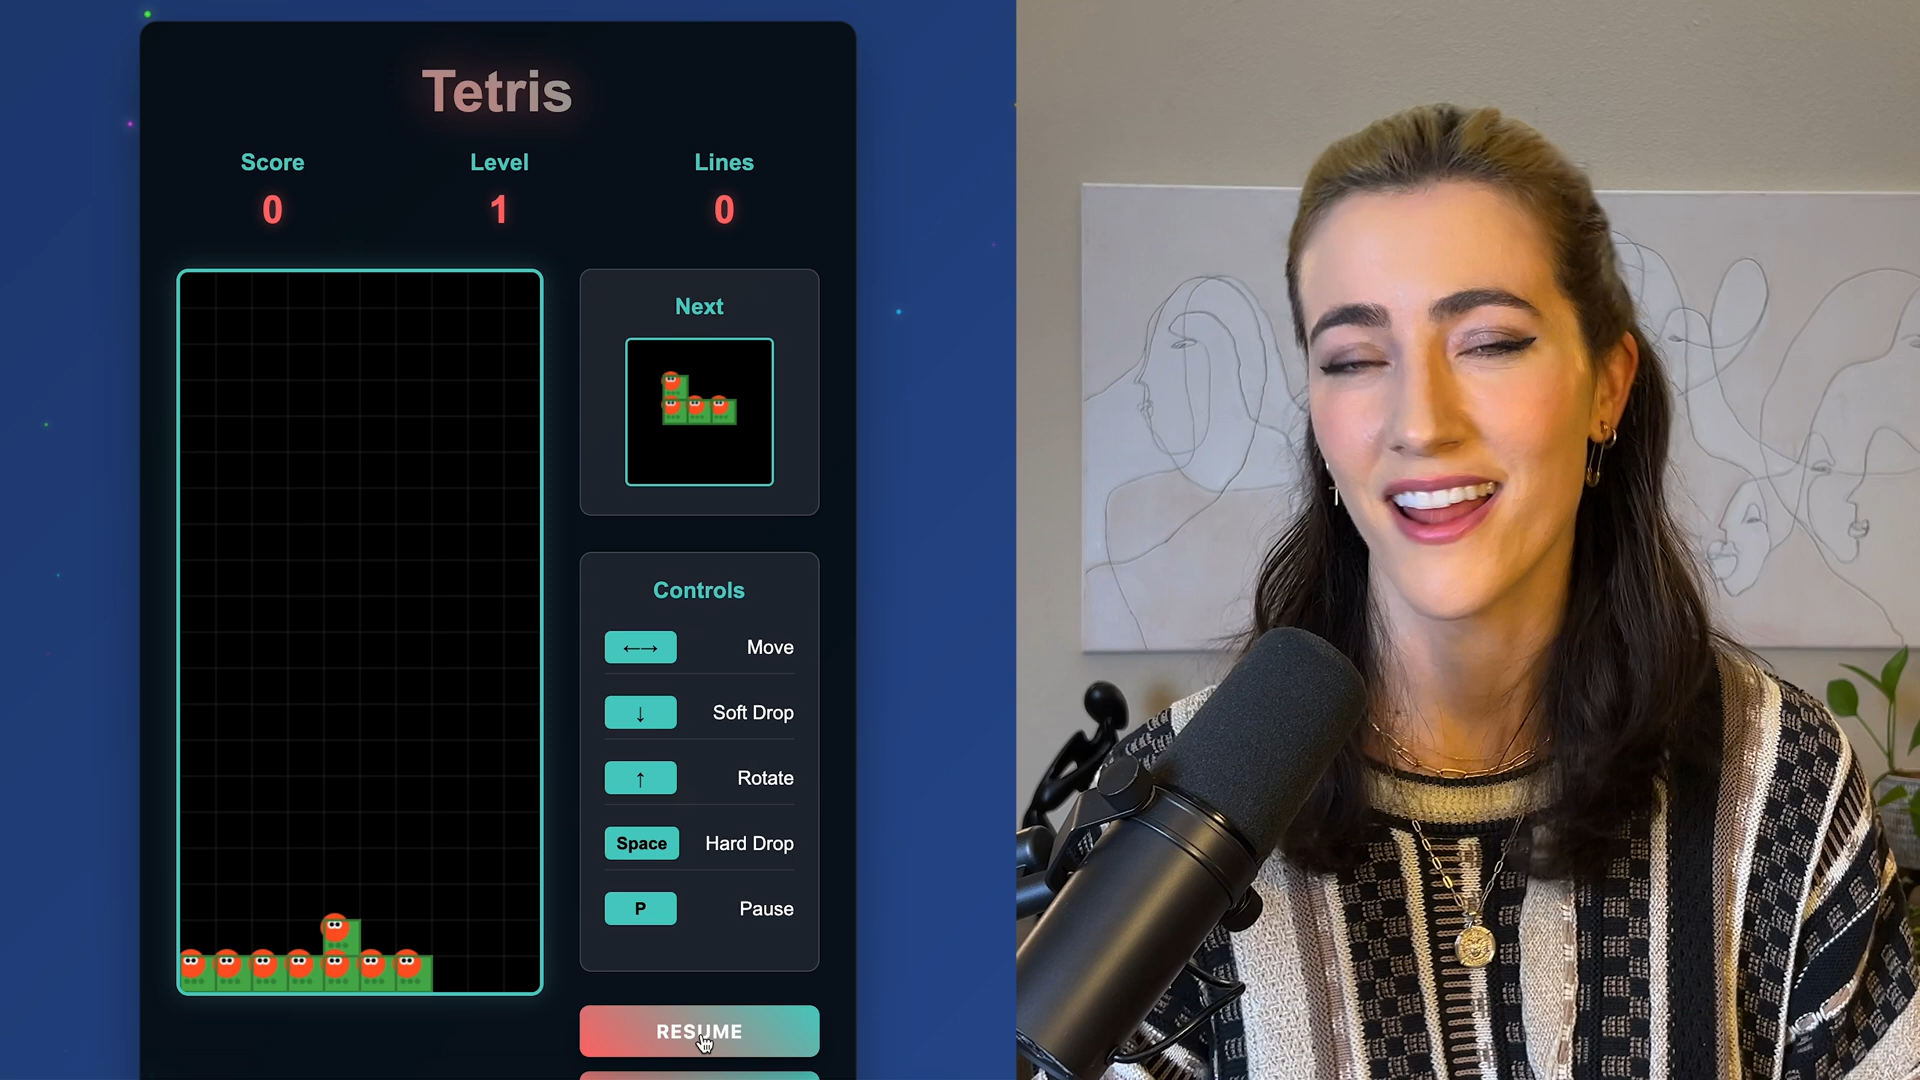 Tetris
Score Level Lines
0 1 0
Next
Controls
←→ Move
↓ Soft Drop
↑ Rotate
Space Hard Drop
P Pause
RESUME